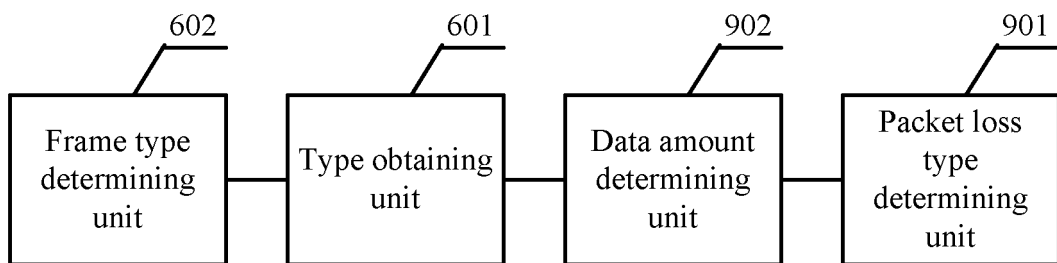 602
601
902
901
Frame type
determining
unit
Type obtaining
unit
Data amount
determining
unit
Packet loss
type
determining
unit